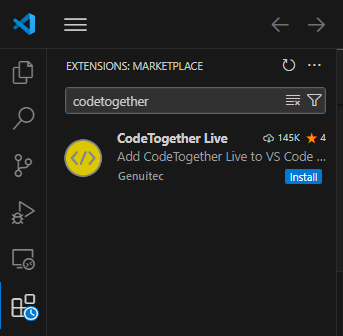 EXTENSIONS: MARKETPLACE
codetogether
CodeTogether Live 145K 4
Add CodeTogether Live to VS Code ...
Genuitec Install